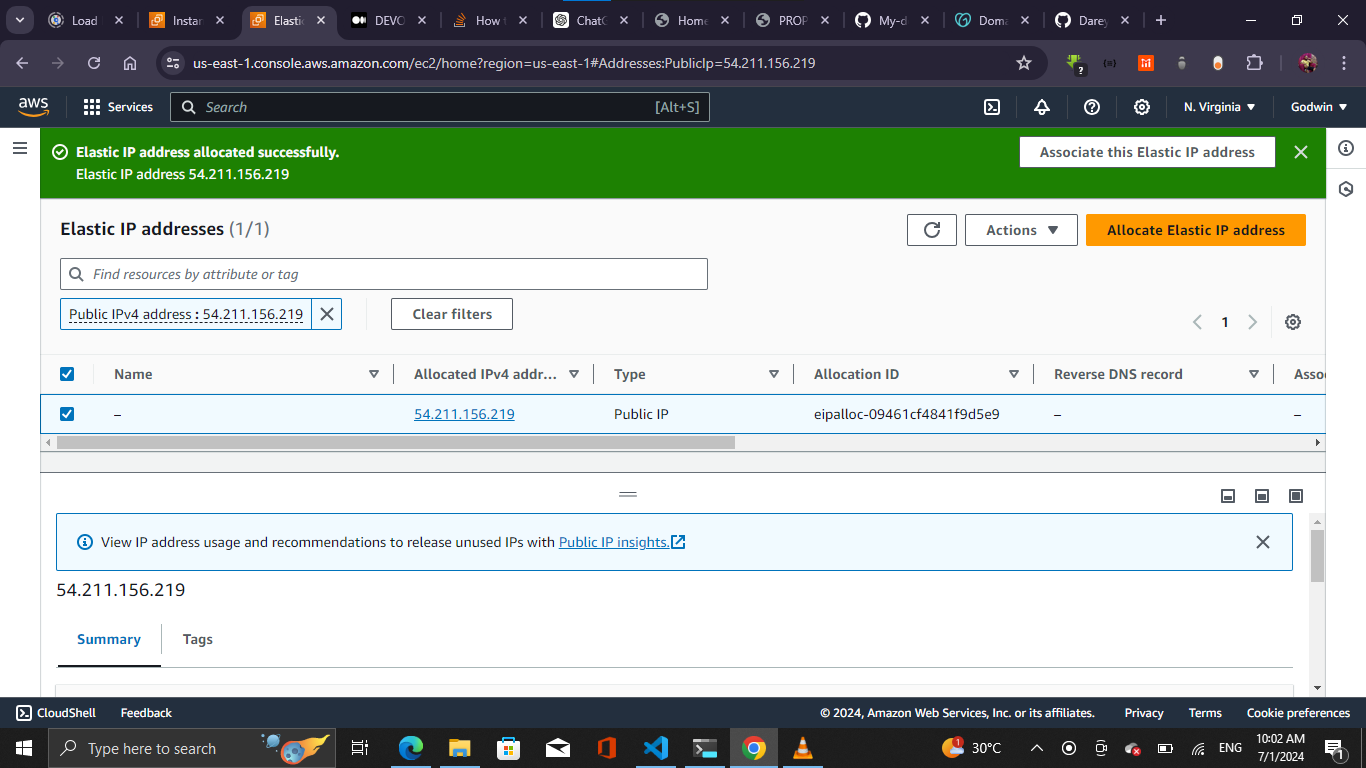 Load
Instar
Elastic
DEVO
How t
ChatG
Home
PROP
My-d
Doma
Darey
us-east-1.console.aws.amazon.com/ec2/home?region=us-east-1#Addresses:PublicIp=54.211.156.219
aws
Services
Search
[Alt+S]
N. Virginia
Godwin
Elastic IP address allocated successfully.
Elastic IP address 54.211.156.219
Associate this Elastic IP address
Elastic IP addresses (1/1)
Actions
Allocate Elastic IP address
Find resources by attribute or tag
Public IPv4 address : 54.211.156.219
Clear filters
1
Name
Allocated IPv4 addr...
Type
Allocation ID
Reverse DNS record
Asso
–
54.211.156.219
Public IP
eipalloc-09461cf4841f9d5e9
–
–
View IP address usage and recommendations to release unused IPs with Public IP insights.
54.211.156.219
Summary
Tags
CloudShell
Feedback
© 2024, Amazon Web Services, Inc. or its affiliates.
Privacy
Terms
Cookie preferences
Type here to search
1
30°C
ENG
10:02 AM
7/1/2024
1